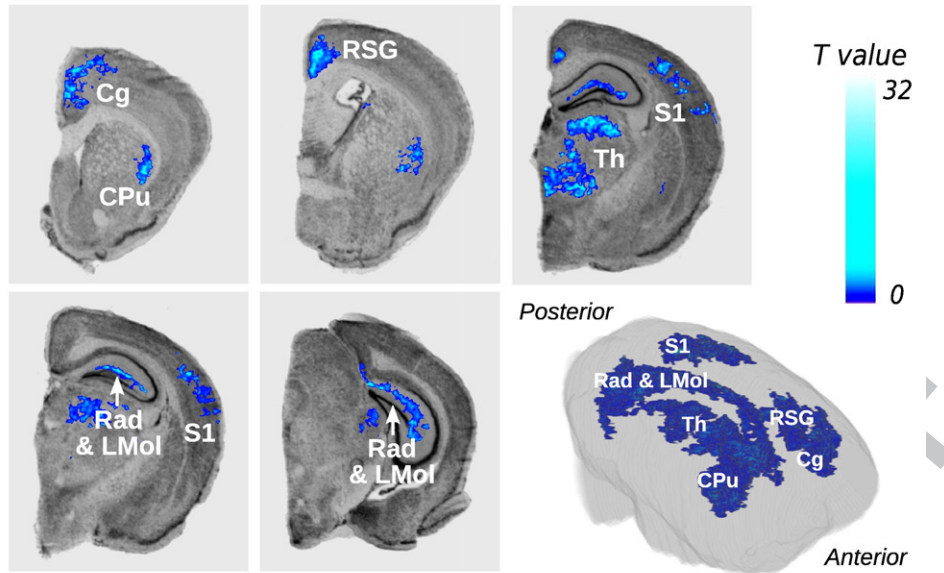 Cg
CPu
RSG
S1
Th
T value
32
0
Rad
& LMol
S1
Rad
& LMol
Posterior
S1
Rad & LMol
Th
RSG
Cg
CPu
Anterior